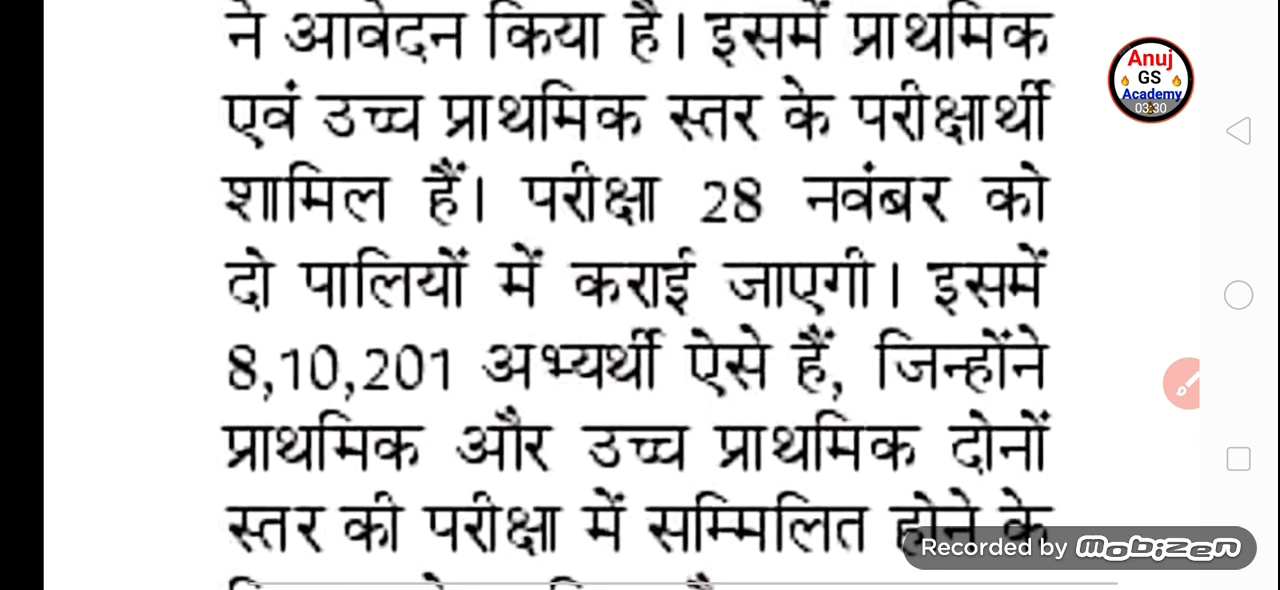 ने आवेदन किया है। इसमें प्राथमिक
एवं उच्च प्राथमिक स्तर के परीक्षार्थी
शामिल हैं। परीक्षा 28 नवंबर को
दो पालियों में कराई जाएगी। इसमें
8,10,201 अभ्यर्थी ऐसे हैं, जिन्होंने
प्राथमिक और उच्च प्राथमिक दोनों
स्तर की परीक्षा में सम्मिलित होने के
Anuj
GS
Academy
03:30
Recorded by mobizen